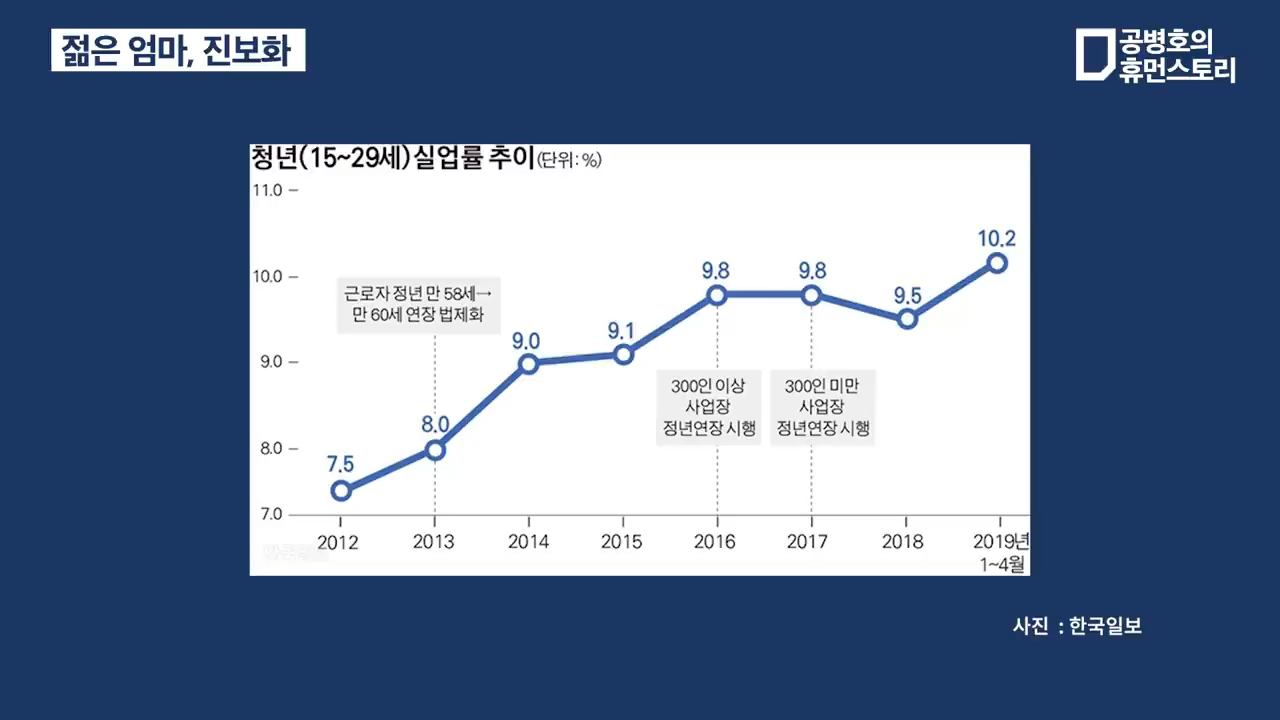 젊은 엄마, 진보화
공병호의
휴먼스토리
청년(15~29세)실업률 추이(단위: %)
11.0
10.0
9.0
8.0
7.0
근로자 정년 만 58세→
만 60세 연장 법제화
300인 이상
사업장
정년연장 시행
300인 미만
사업장
정년연장 시행
7.5
8.0
9.0
9.1
9.8
9.8
9.5
10.2
2012
2013
2014
2015
2016
2017
2018
2019년
1~4월
사진 : 한국일보